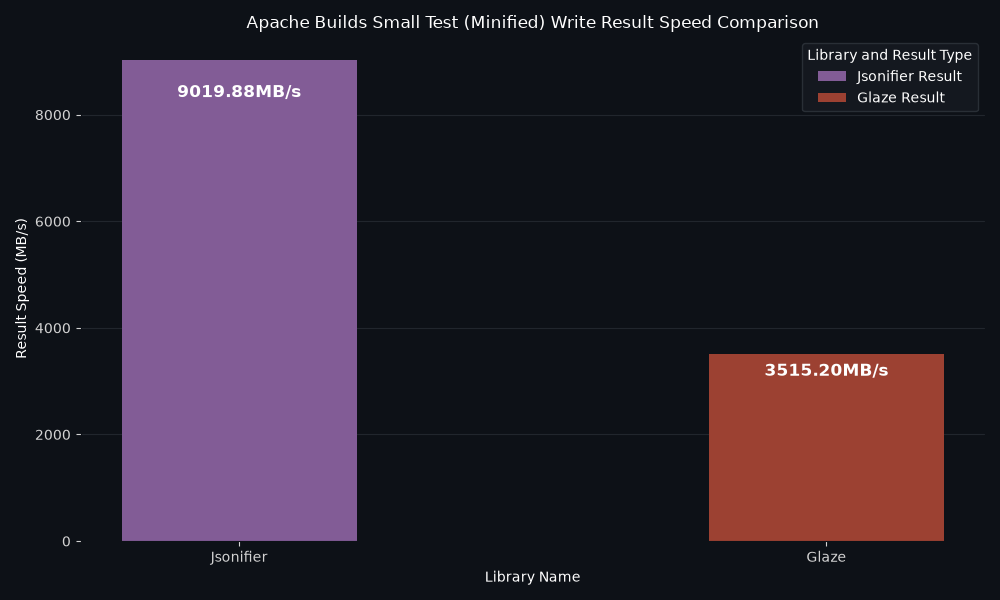 Apache Builds Small Test (Minified) Write Result Speed Comparison
Library and Result Type
Jsonifier Result
Glaze Result
9019.88MB/s
3515.20MB/s
8000
6000
4000
2000
0
Result Speed (MB/s)
Jsonifier
Glaze
Library Name